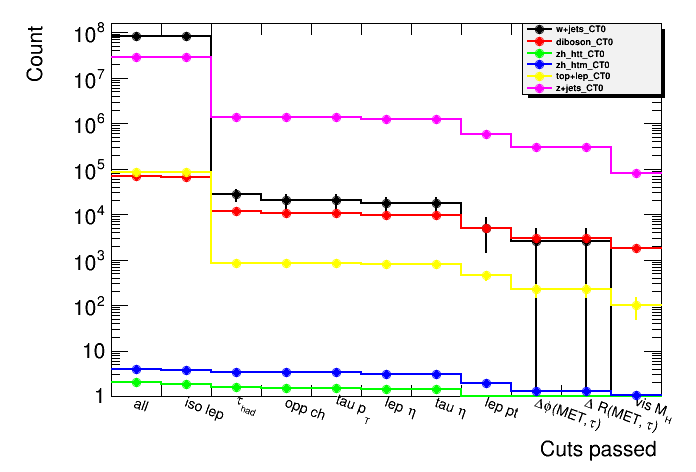 Count
10^8
10^7
10^6
10^5
10^4
10^3
10^2
10
1
w+jets_CT0
diboson_CT0
zh_htt_CT0
zh_htm_CT0
top+lep_CT0
z+jets_CT0
all
iso lep
τ_had
opp ch
tau p_T
lep η
tau η
lep pt
Δϕ(MET,τ)
Δ R(MET, τ)
vis M_H
Cuts passed